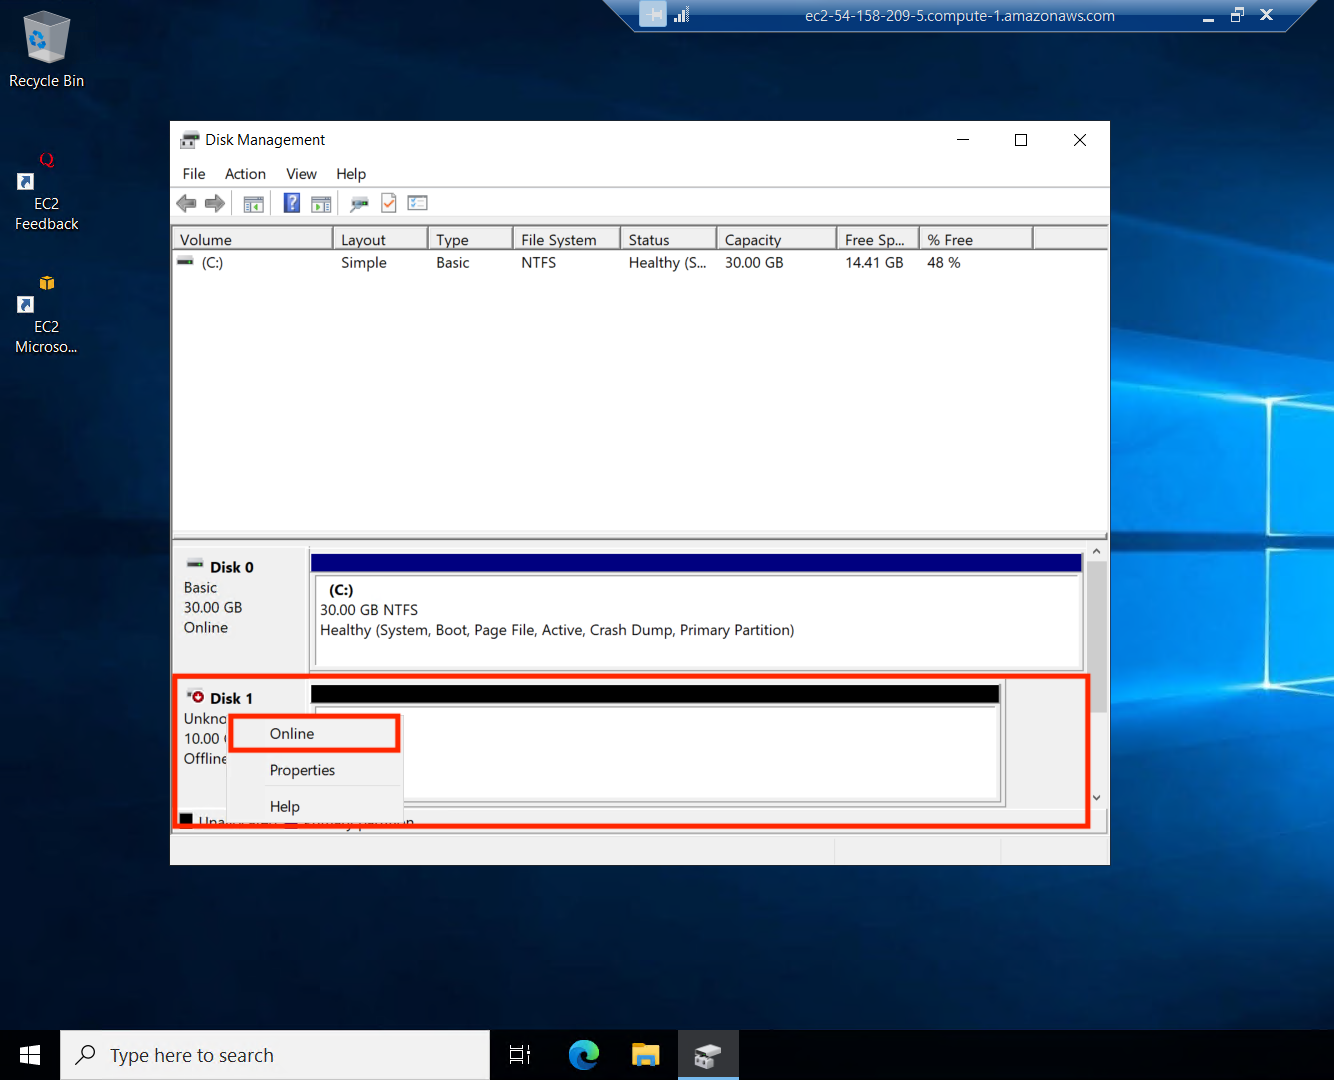 ec2-54-158-209-5.compute-1.amazonaws.com
Recycle Bin
EC2
Feedback
EC2
Microso...
Disk Management
File Action View Help
Volume Layout Type File System Status Capacity Free Sp... % Free
(C:) Simple Basic NTFS Healthy (S... 30.00 GB 14.41 GB 48 %
Disk 0
Basic
30.00 GB
Online
(C:)
30.00 GB NTFS
Healthy (System, Boot, Page File, Active, Crash Dump, Primary Partition)
Disk 1
Unkno
10.00
Offline
Online
Properties
Help
Type here to search